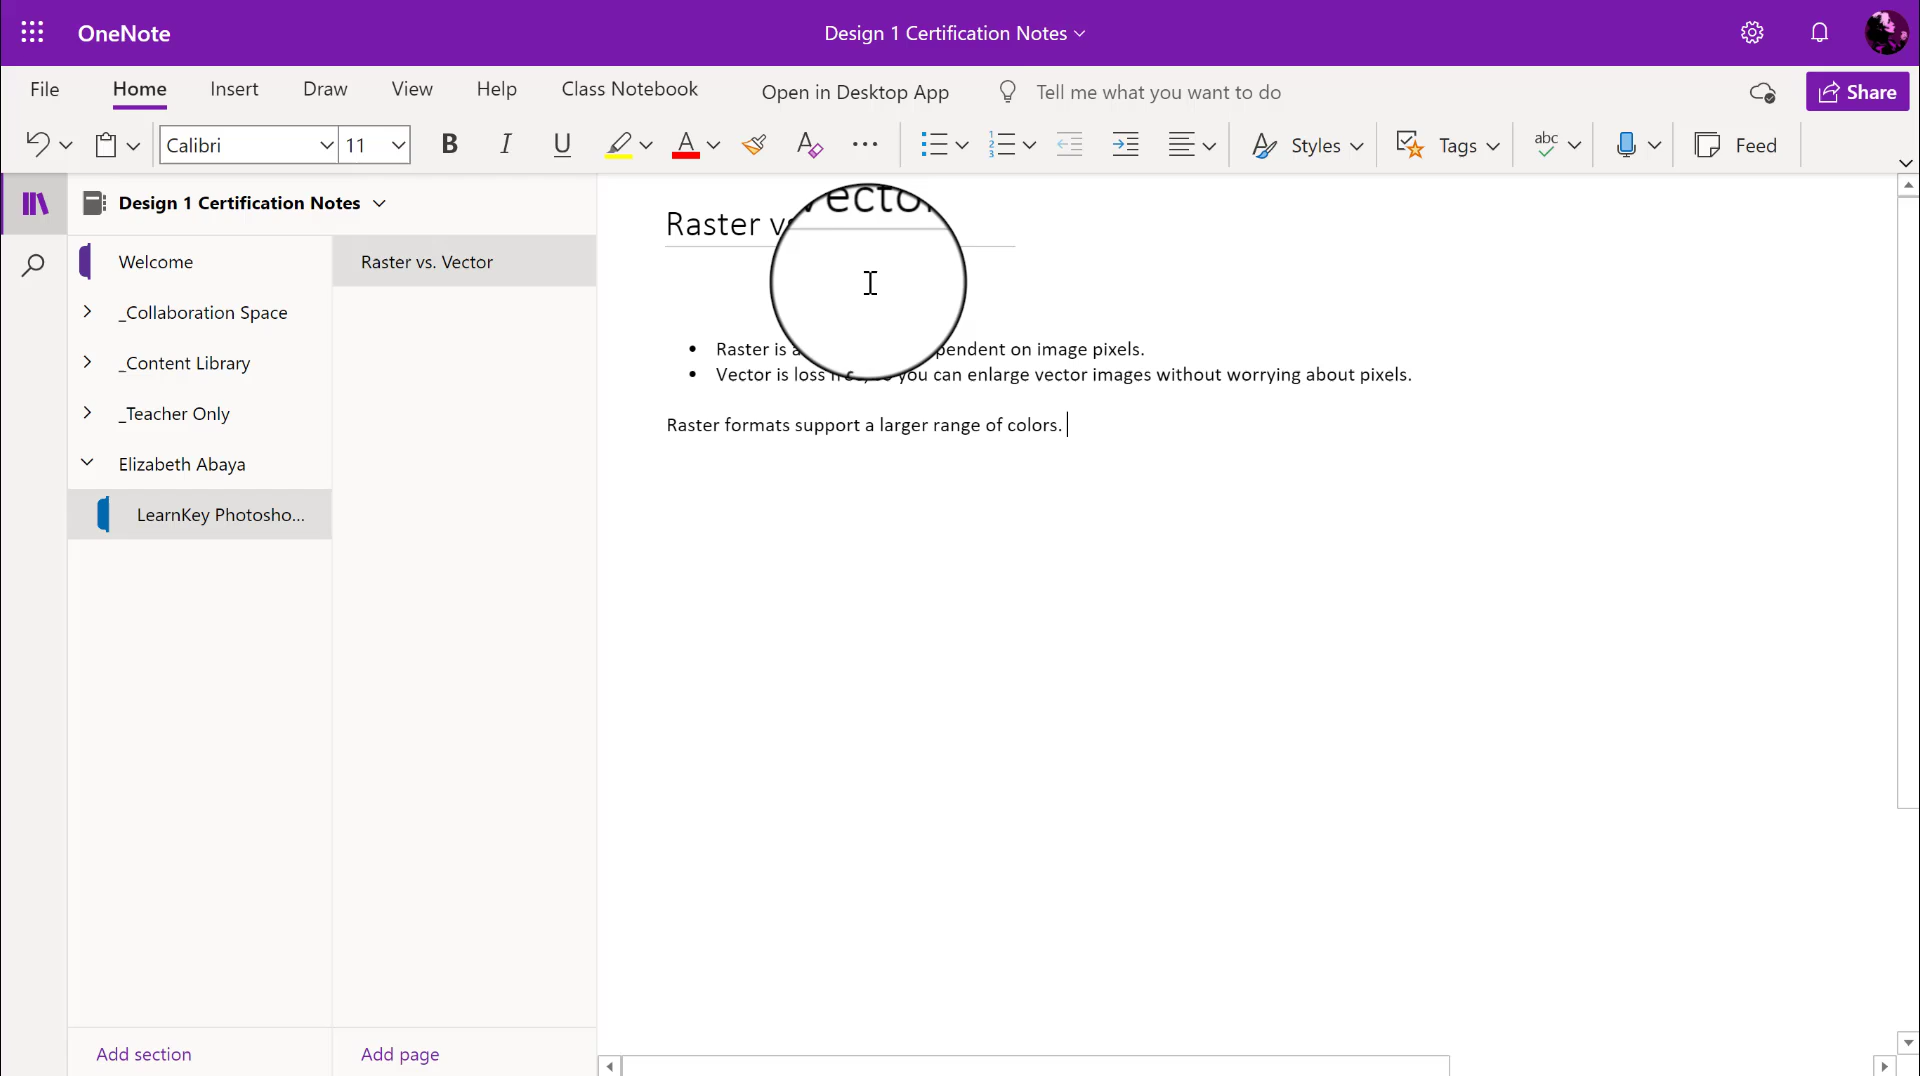 OneNote
Design 1 Certification Notes
File Home Insert Draw View Help Class Notebook Open in Desktop App Tell me what you want to do Share
Calibri 11 B I U A A abc Styles Tags Feed
Design 1 Certification Notes
Welcome
_Collaboration Space
_Content Library
_Teacher Only
Elizabeth Abaya
LearnKey Photosho...
Add section
Raster vs. Vector
Add page
Raster
Raster is pendent on image pixels.
Vector is loss you can enlarge vector images without worrying about pixels.
Raster formats support a larger range of colors.